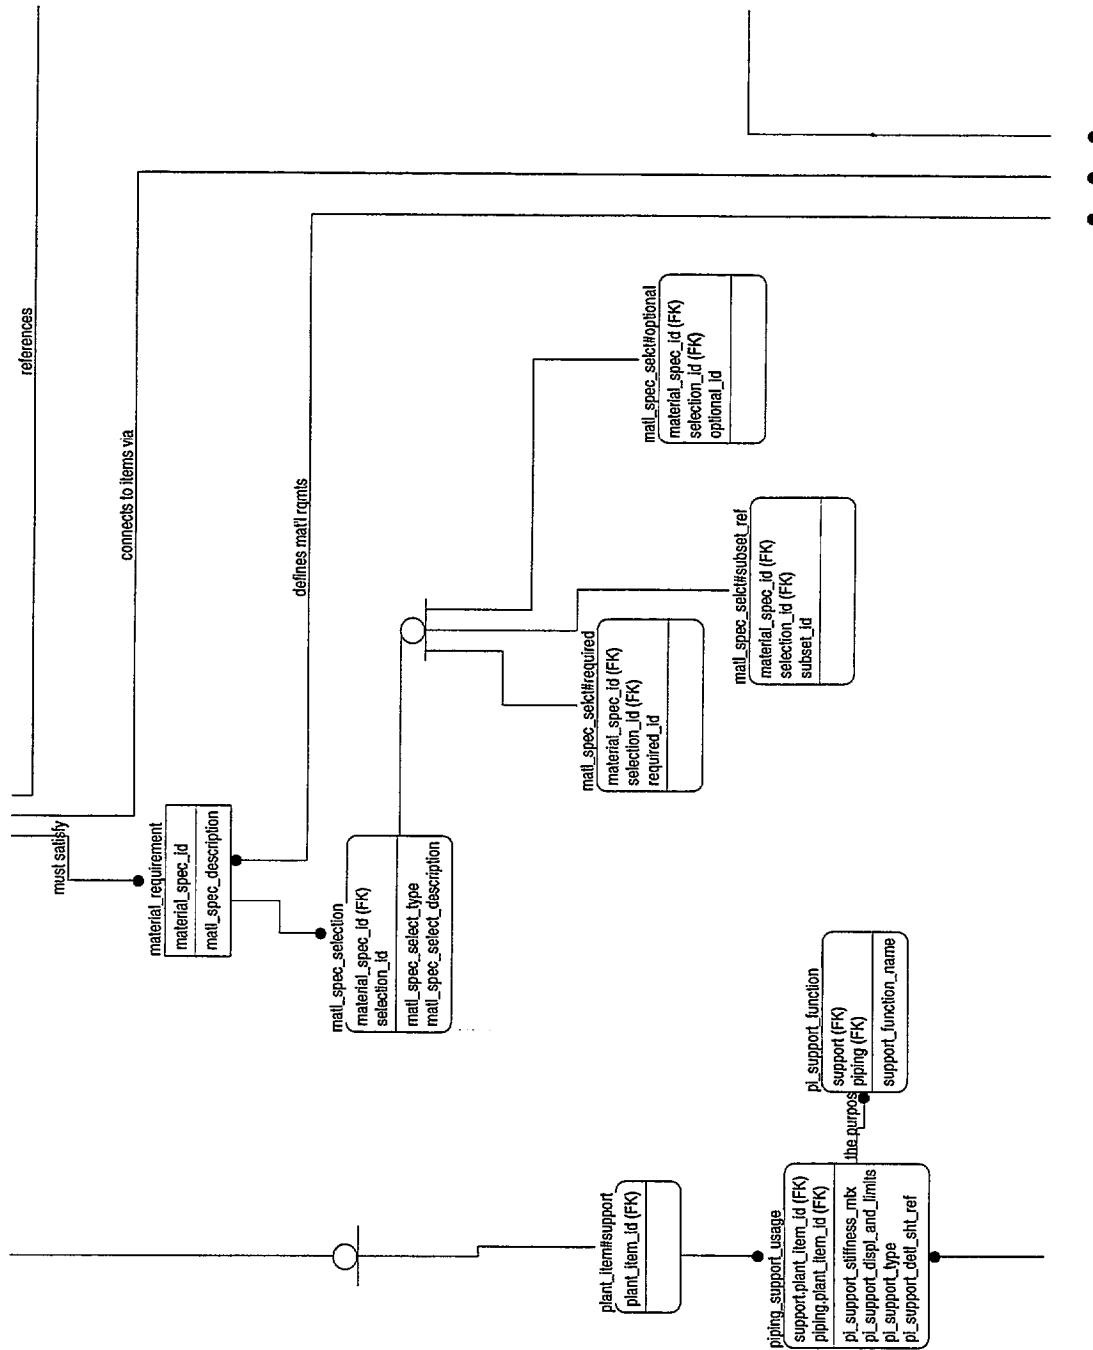 references
must satisfy
connects to items via
material_requirement
material_spec_id
matl_spec_description
defines mat'l rqmts
matl_spec_selection
material_spec_id (FK)
selection_id
matl_spec_select_type
matl_spec_select_description
matl_spec_selct#required
material_spec_id (FK)
selection_id (FK)
required_id
matl_spec_selct#optional
material_spec_id (FK)
selection_id (FK)
optional_id
matl_spec_selct#subset_ref
material_spec_id (FK)
selection_id (FK)
subset_id
plant_item#support
plant_item_id (FK)
piping_support_usage
support.plant_item_id (FK)
piping.plant_item_id (FK)
pi_support_stiffness_mtx
pi_support_displ_and_limits
pi_support_type
pi_support_detl_sht_ref
the purpos
pi_support_function
support (FK)
piping (FK)
support_function_name